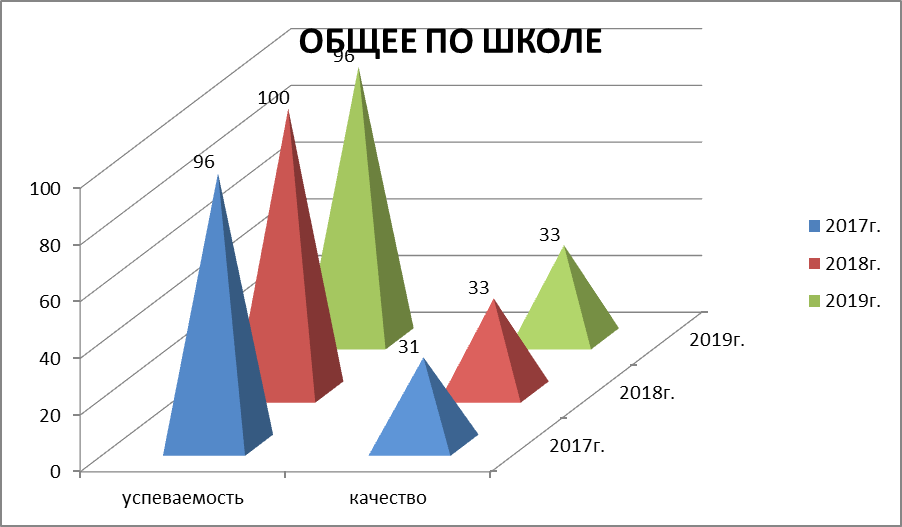 ОБЩЕЕ ПО ШКОЛЕ
96
100
96
33
33
31
100
80
60
40
20
0
успеваемость
качество
2017г.
2018г.
2019г.
2017г.
2018г.
2019г.